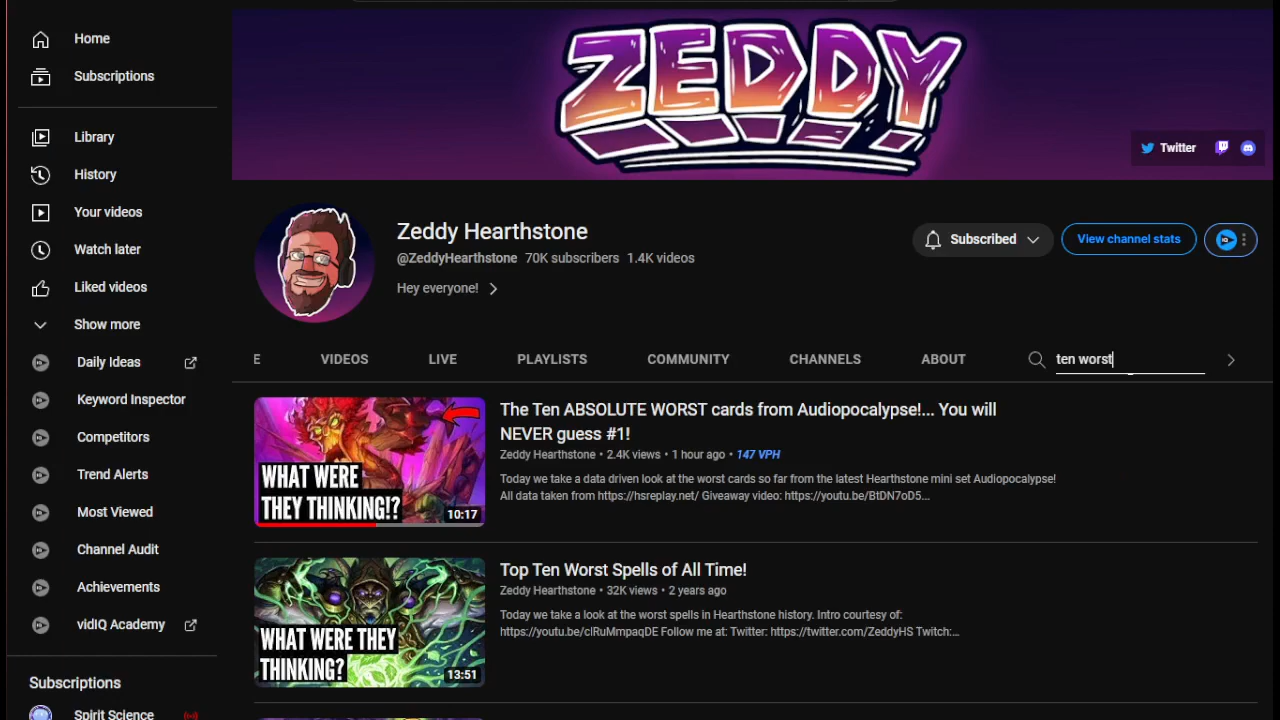 Home
Subscriptions
Library
History
Your videos
Watch later
Liked videos
Show more
Daily Ideas
Keyword Inspector
Competitors
Trend Alerts
Most Viewed
Channel Audit
Achievements
vidIQ Academy
Subscriptions
Spirit Science
ZEDDY
Twitter
Zeddy Hearthstone
@ZeddyHearthstone 70K subscribers 1.4K videos
Hey everyone!
Subscribed
View channel stats
E VIDEOS LIVE PLAYLISTS COMMUNITY CHANNELS ABOUT ten worst
WHAT WERE
THEY THINKING!?
10:17
The Ten ABSOLUTE WORST cards from Audiopocalypse!... You will
NEVER guess #1!
Zeddy Hearthstone • 2.4K views • 1 hour ago • 147 VPH
Today we take a data driven look at the worst cards so far from the latest Hearthstone mini set Audiopocalypse!
All data taken from https://hsreplay.net/ Giveaway video: https://youtu.be/BtDN7oD5...
WHAT WERE THEY
THINKING?
13:51
Top Ten Worst Spells of All Time!
Zeddy Hearthstone • 32K views • 2 years ago
Today we take a look at the worst spells in Hearthstone history. Intro courtesy of:
https://youtu.be/clRuMmpaqDE Follow me at: Twitter: https://twitter.com/ZeddyHS Twitch:...